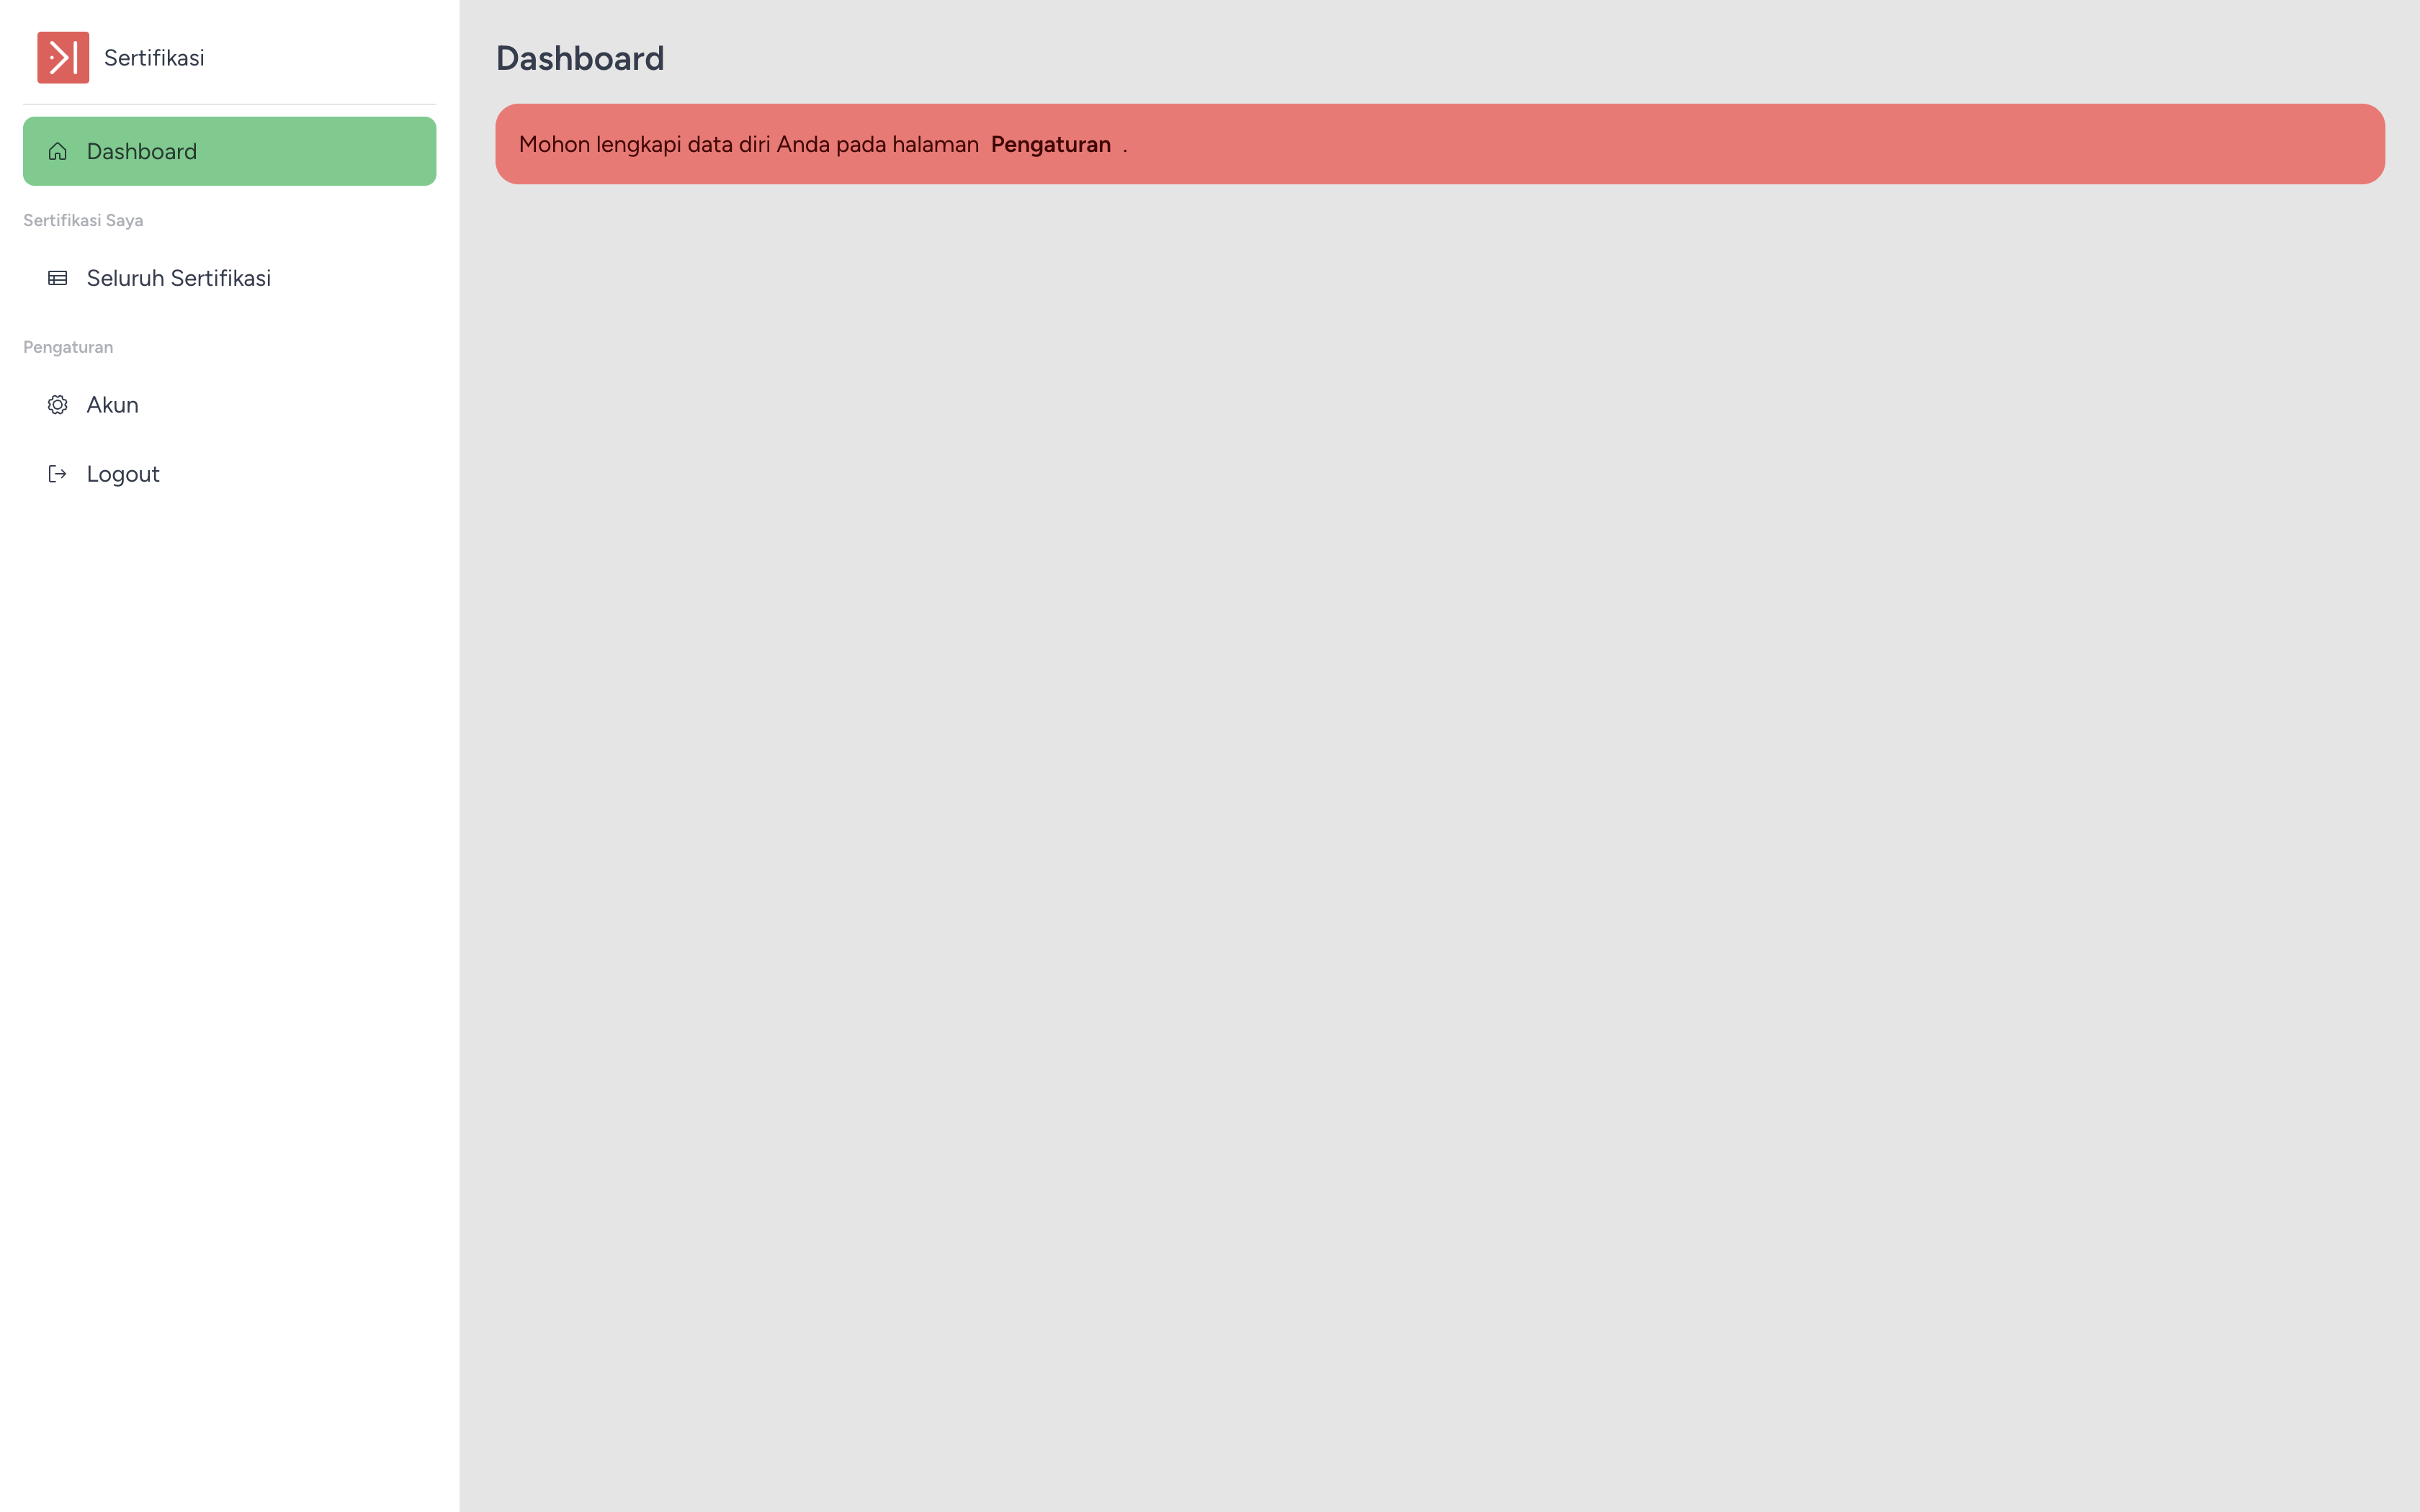 Sertifikasi
Dashboard
Sertifikasi Saya
Seluruh Sertifikasi
Pengaturan
Akun
Logout
Dashboard
Mohon lengkapi data diri Anda pada halaman Pengaturan .